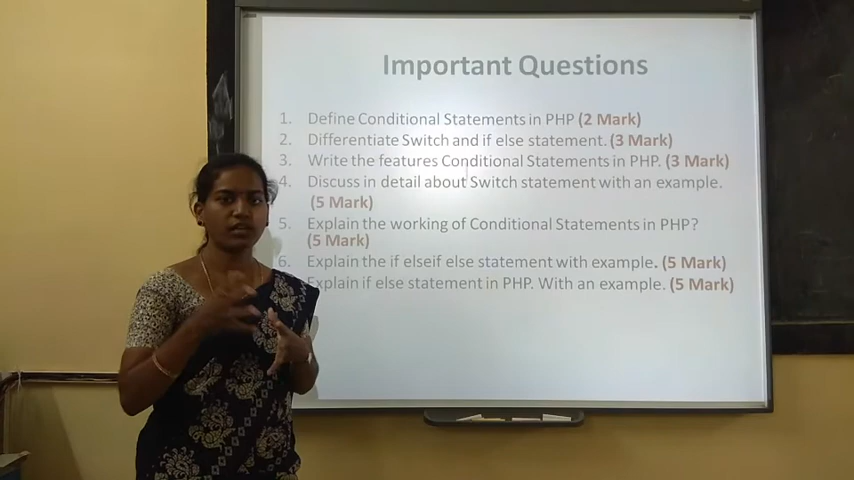 Important Questions
1. Define Conditional Statements in PHP (2 Mark)
2. Differentiate Switch and if else statement. (3 Mark)
3. Write the features Conditional Statements in PHP. (3 Mark)
4. Discuss in detail about Switch statement with an example.
(5 Mark)
5. Explain the working of Conditional Statements in PHP?
(5 Mark)
6. Explain the if elseif else statement with example. (5 Mark)
Explain if else statement in PHP. With an example. (5 Mark)